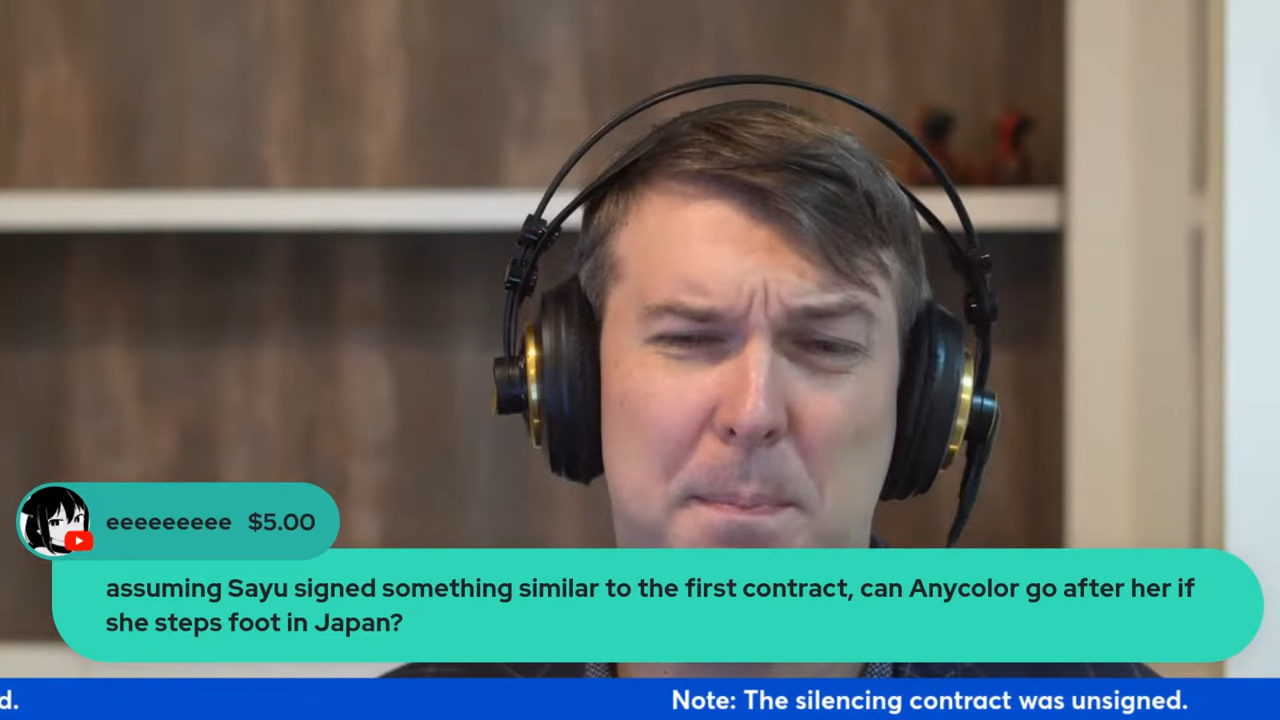 eeeeeeeee $5.00
assuming Sayu signed something similar to the first contract, can Anycolor go after her if
she steps foot in Japan?
d.
Note: The silencing contract was unsigned.